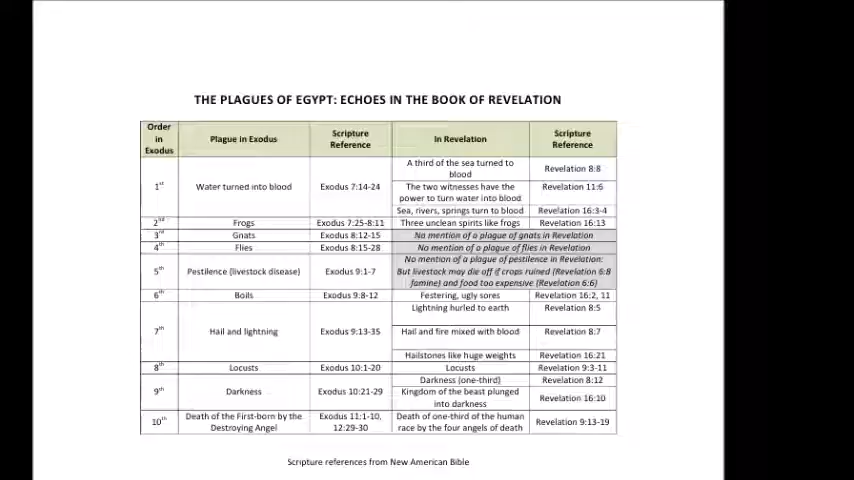 THE PLAGUES OF EGYPT: ECHOES IN THE BOOK OF REVELATION
Order in Exodus | Plague in Exodus | Scripture Reference | In Revelation | Scripture Reference
1st | Water turned into blood | Exodus 7:14-24 | A third of the sea turned to blood | Revelation 8:8
The two witnesses have the power to turn water into blood | Revelation 11:6
Sea, rivers, springs turn to blood | Revelation 16:3-4
2nd | Frogs | Exodus 7:25-8:11 | Three unclean spirits like frogs | Revelation 16:13
3rd | Gnats | Exodus 8:12-15 | No mention of a plague of gnats in Revelation
4th | Flies | Exodus 8:15-28 | No mention of a plague of flies in Revelation
5th | Pestilence (livestock disease) | Exodus 9:1-7 | No mention of a plague of pestilence in Revelation: But livestock may die off if crops ruined (Revelation 6:8 famine) and food too expensive (Revelation 6:6)
6th | Boils | Exodus 9:8-12 | Festering, ugly sores | Revelation 16:2, 11
7th | Hail and lightning | Exodus 9:13-35 | Lightning hurled to earth | Revelation 8:5
Hail and fire mixed with blood | Revelation 8:7
Hailstones like huge weights | Revelation 16:21
8th | Locusts | Exodus 10:1-20 | Locusts | Revelation 9:3-11
9th | Darkness | Exodus 10:21-29 | Darkness (one-third) | Revelation 8:12
Kingdom of the beast plunged into darkness | Revelation 16:10
10th | Death of the First-born by the Destroying Angel | Exodus 11:1-10, 12:29-30 | Death of one-third of the human race by the four angels of death | Revelation 9:13-19
Scripture references from New American Bible